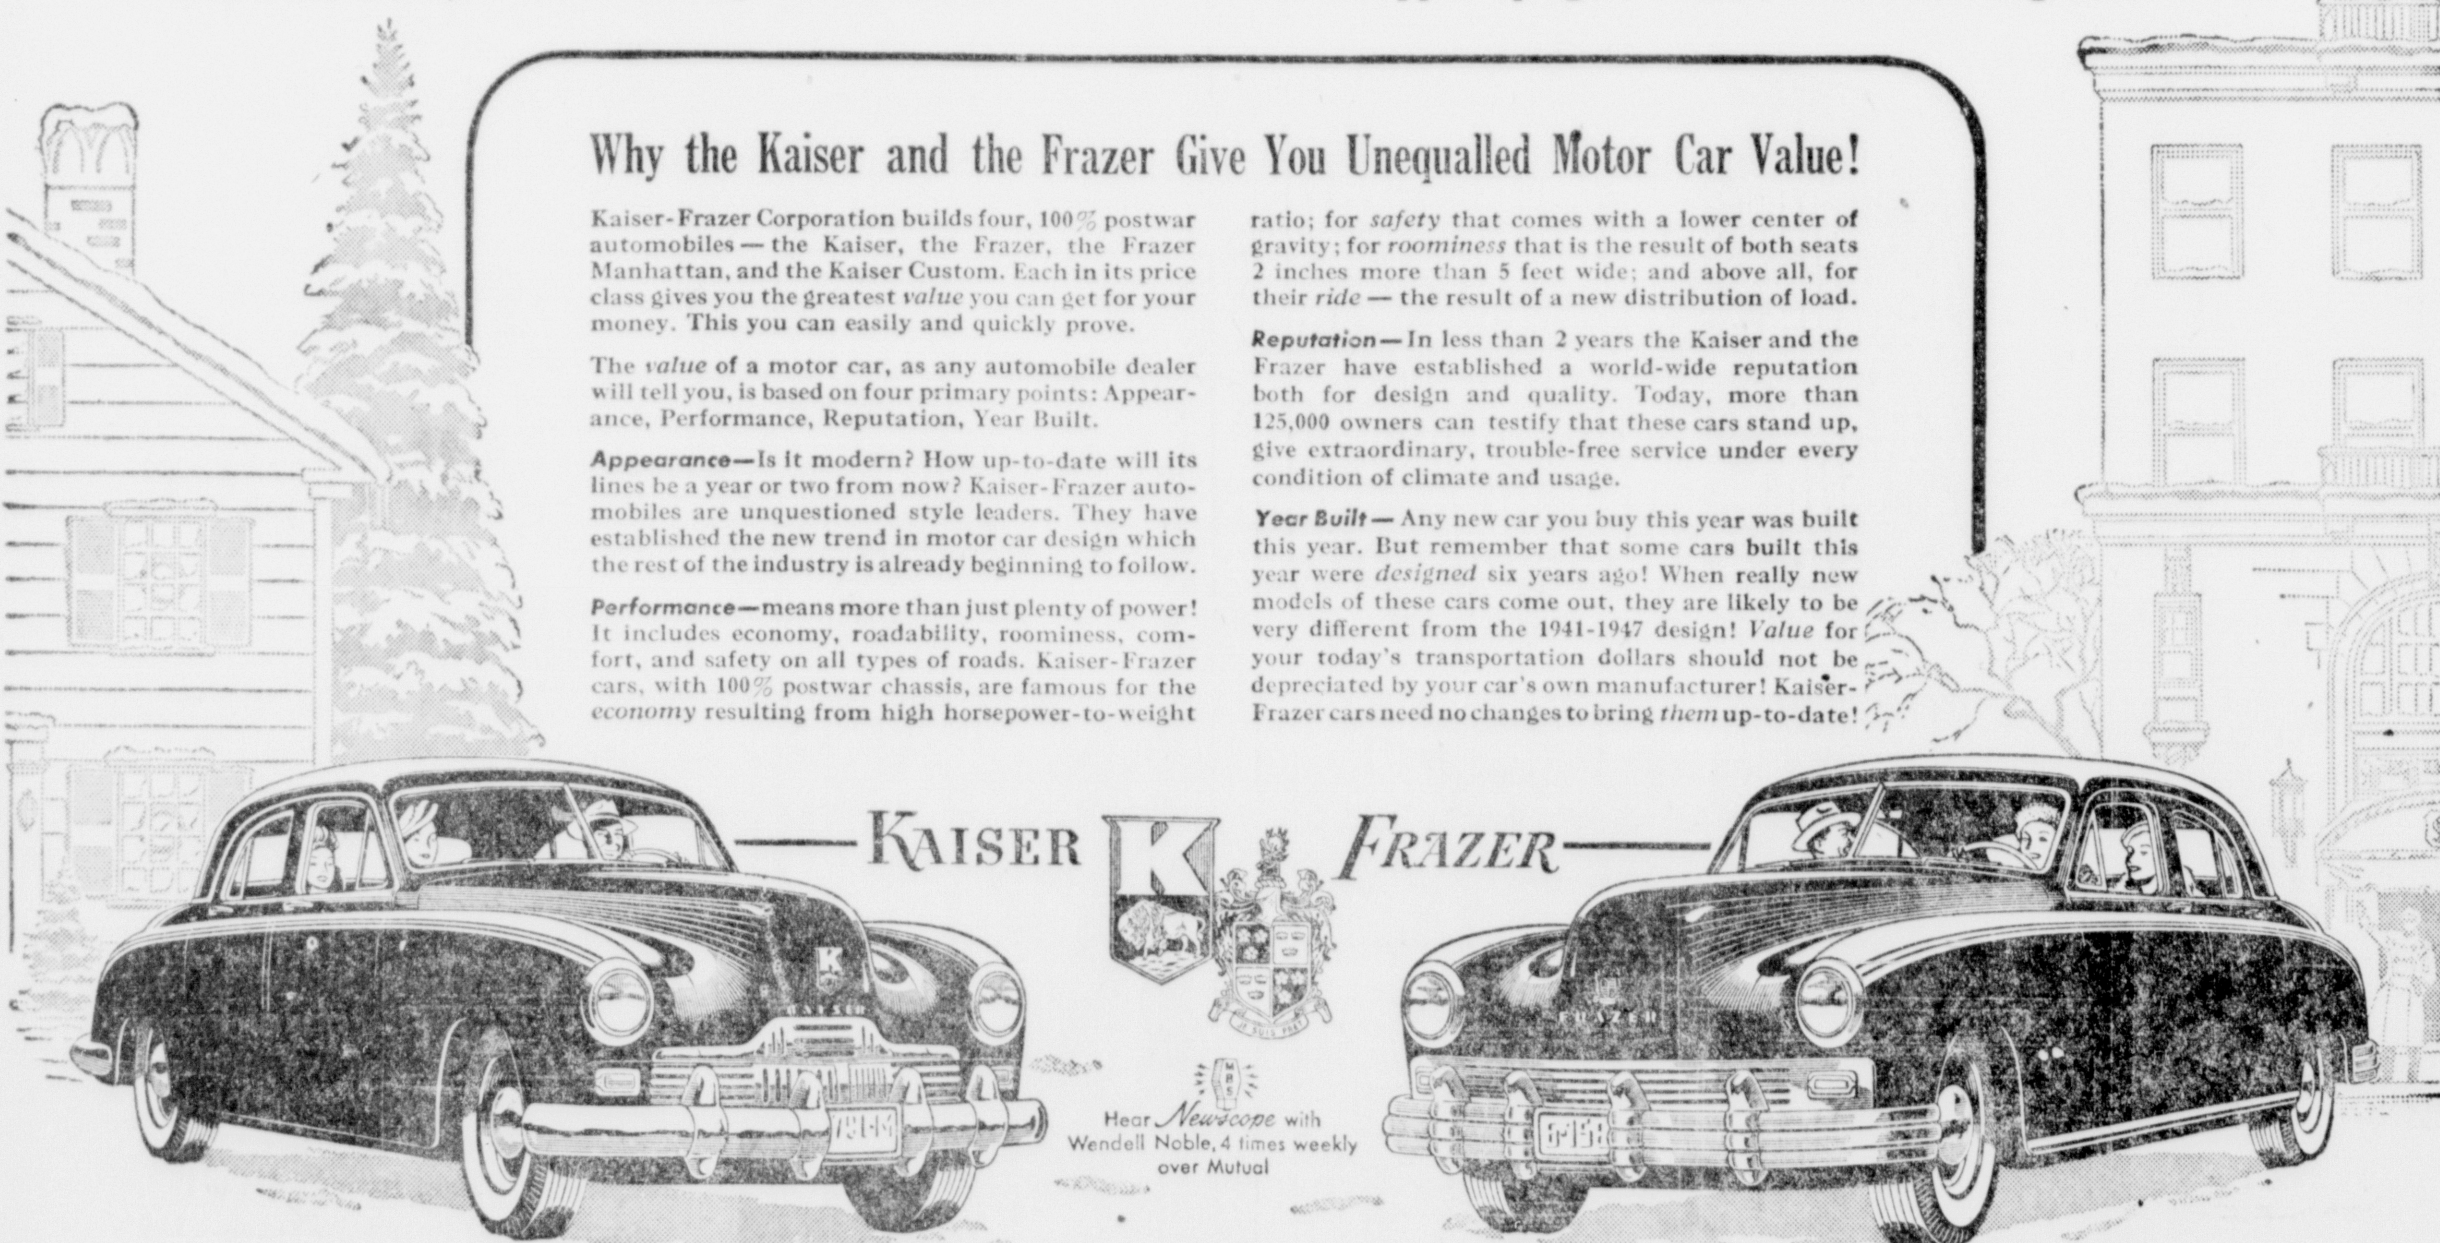 Why the Kaiser and the Frazer Give You Unequalled Motor Car Value!
Kaiser-Frazer Corporation builds four, 100% postwar
automobiles — the Kaiser, the Frazer, the Frazer
Manhattan, and the Kaiser Custom. Each in its price
class gives you the greatest value you can get for your
money. This you can easily and quickly prove.
The value of a motor car, as any automobile dealer
will tell you, is based on four primary points: Appear-
ance, Performance, Reputation, Year Built.
Appearance—Is it modern? How up-to-date will its
lines be a year or two from now? Kaiser-Frazer auto-
mobiles are unquestioned style leaders. They have
established the new trend in motor car design which
the rest of the industry is already beginning to follow.
Performance—means more than just plenty of power!
It includes economy, roadability, roominess, com-
fort, and safety on all types of roads. Kaiser-Frazer
cars, with 100% postwar chassis, are famous for the
economy resulting from high horsepower-to-weight
ratio; for safety that comes with a lower center of
gravity; for roominess that is the result of both seats
2 inches more than 5 feet wide; and above all, for
their ride — the result of a new distribution of load.
Reputation—In less than 2 years the Kaiser and the
Frazer have established a world-wide reputation
both for design and quality. Today, more than
125,000 owners can testify that these cars stand up,
give extraordinary, trouble-free service under every
condition of climate and usage.
Year Built— Any new car you buy this year was built
this year. But remember that some cars built this
year were designed six years ago! When really new
models of these cars come out, they are likely to be
very different from the 1941-1947 design! Value for
your today's transportation dollars should not be
depreciated by your car's own manufacturer! Kaiser-
Frazer cars need no changes to bring them up-to-date!
KAISER
K
FRAZER
JE SUIS PRET
K
KAISER
FRAZER
MBS
Hear Newscope with
Wendell Noble, 4 times weekly
over Mutual